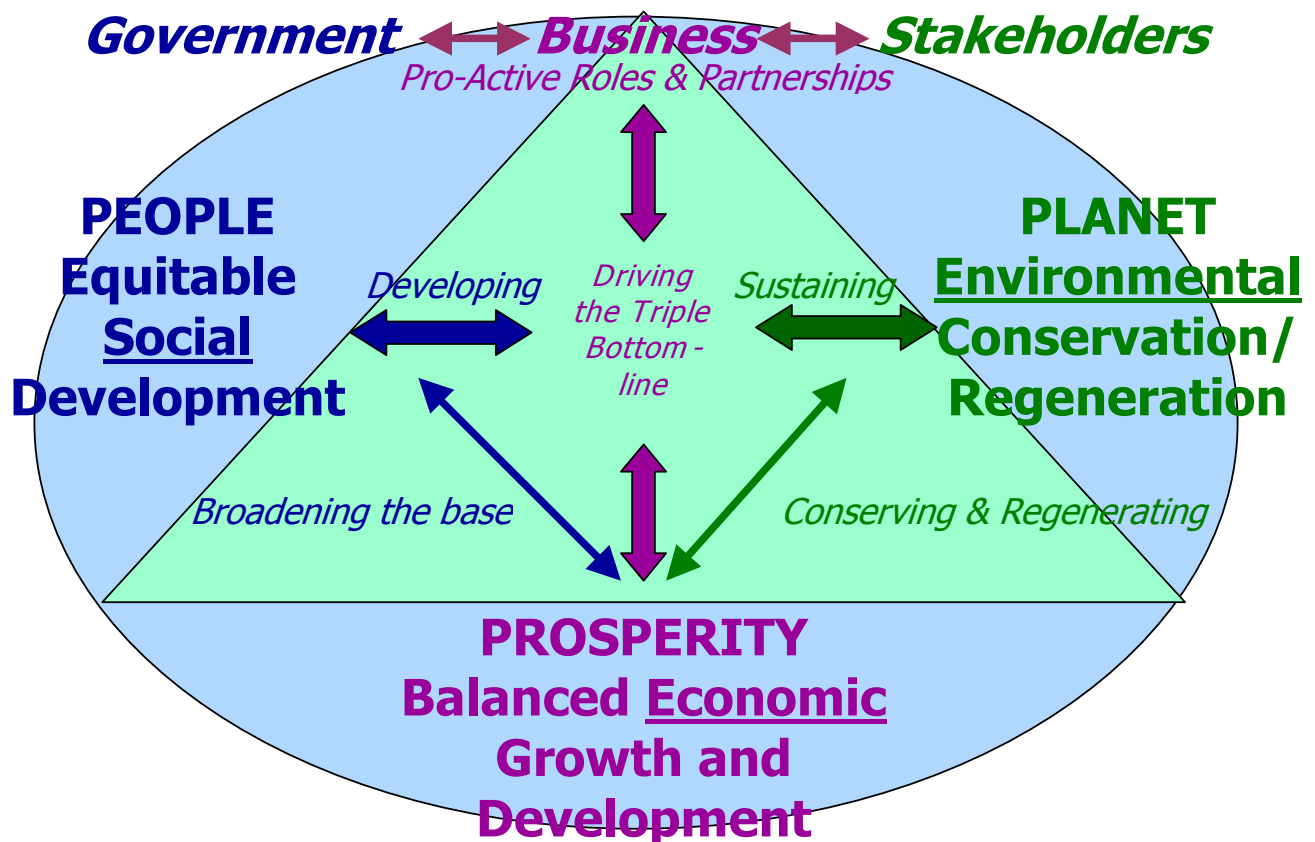 Government Business Stakeholders
Pro-Active Roles & Partnerships
PEOPLE
Equitable
Social
Development
Developing
Driving
the Triple
Bottom -
line
Sustaining
PLANET
Environmental
Conservation/
Regeneration
Broadening the base
Conserving & Regenerating
PROSPERITY
Balanced Economic
Growth and
Development